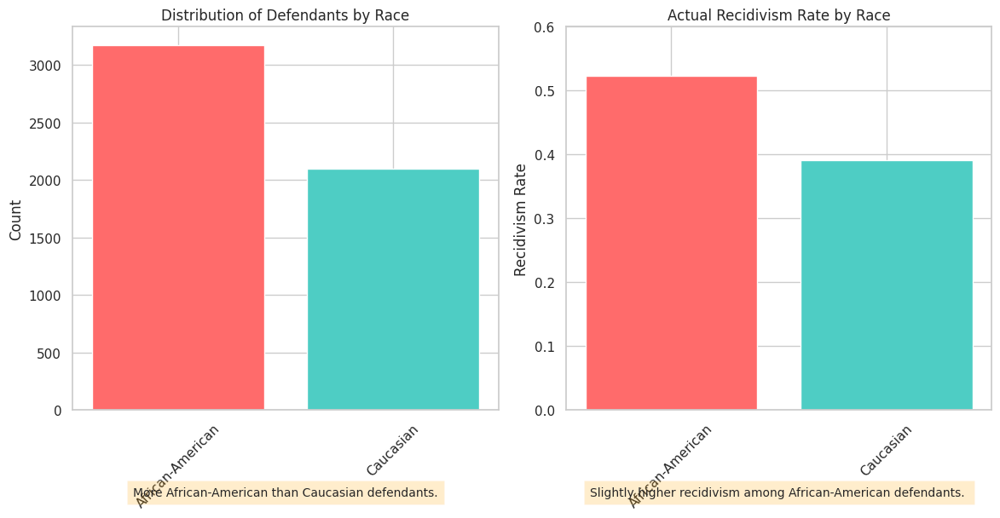 Distribution of Defendants by Race
Count
3000
2500
2000
1500
1000
500
0
African-American
Caucasian
More African-American than Caucasian defendants.
Actual Recidivism Rate by Race
Recidivism Rate
0.6
0.5
0.4
0.3
0.2
0.1
0.0
African-American
Caucasian
Slightly higher recidivism among African-American defendants.